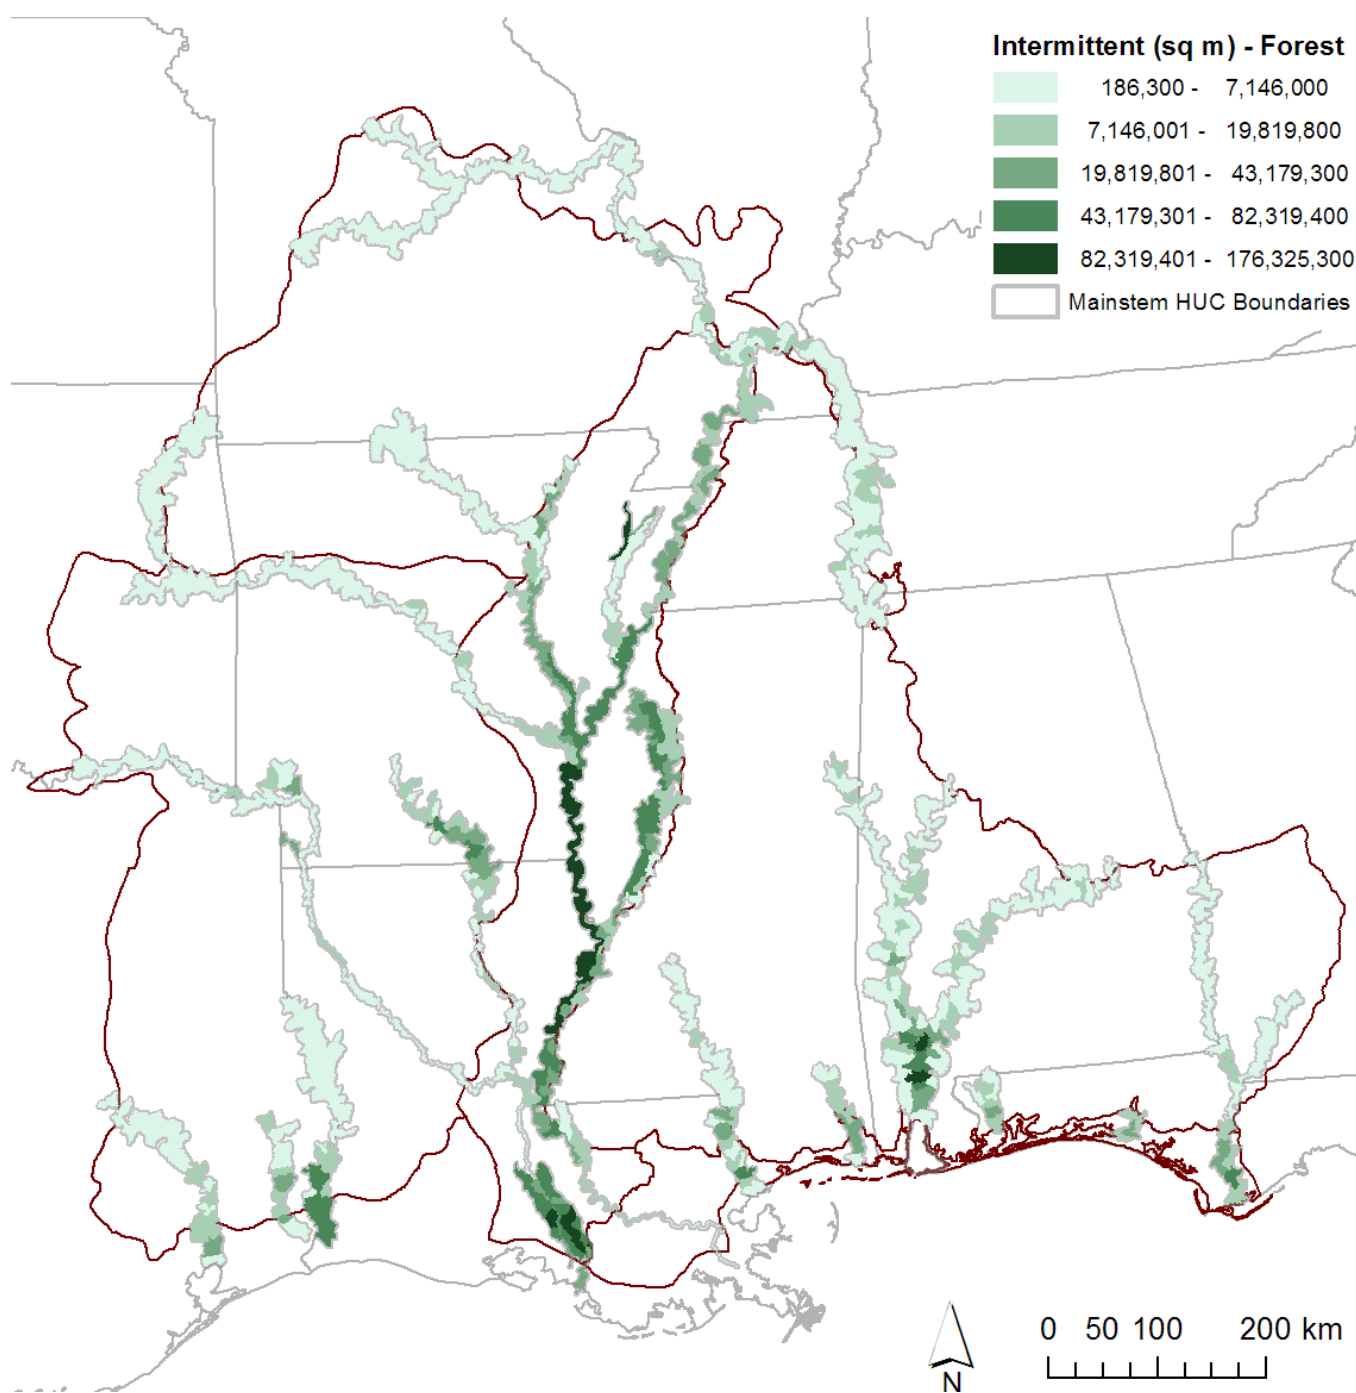 Intermittent (sq m) - Forest
186,300 - 7,146,000
7,146,001 - 19,819,800
19,819,801 - 43,179,300
43,179,301 - 82,319,400
82,319,401 - 176,325,300
Mainstem HUC Boundaries
0 50 100 200 km
N